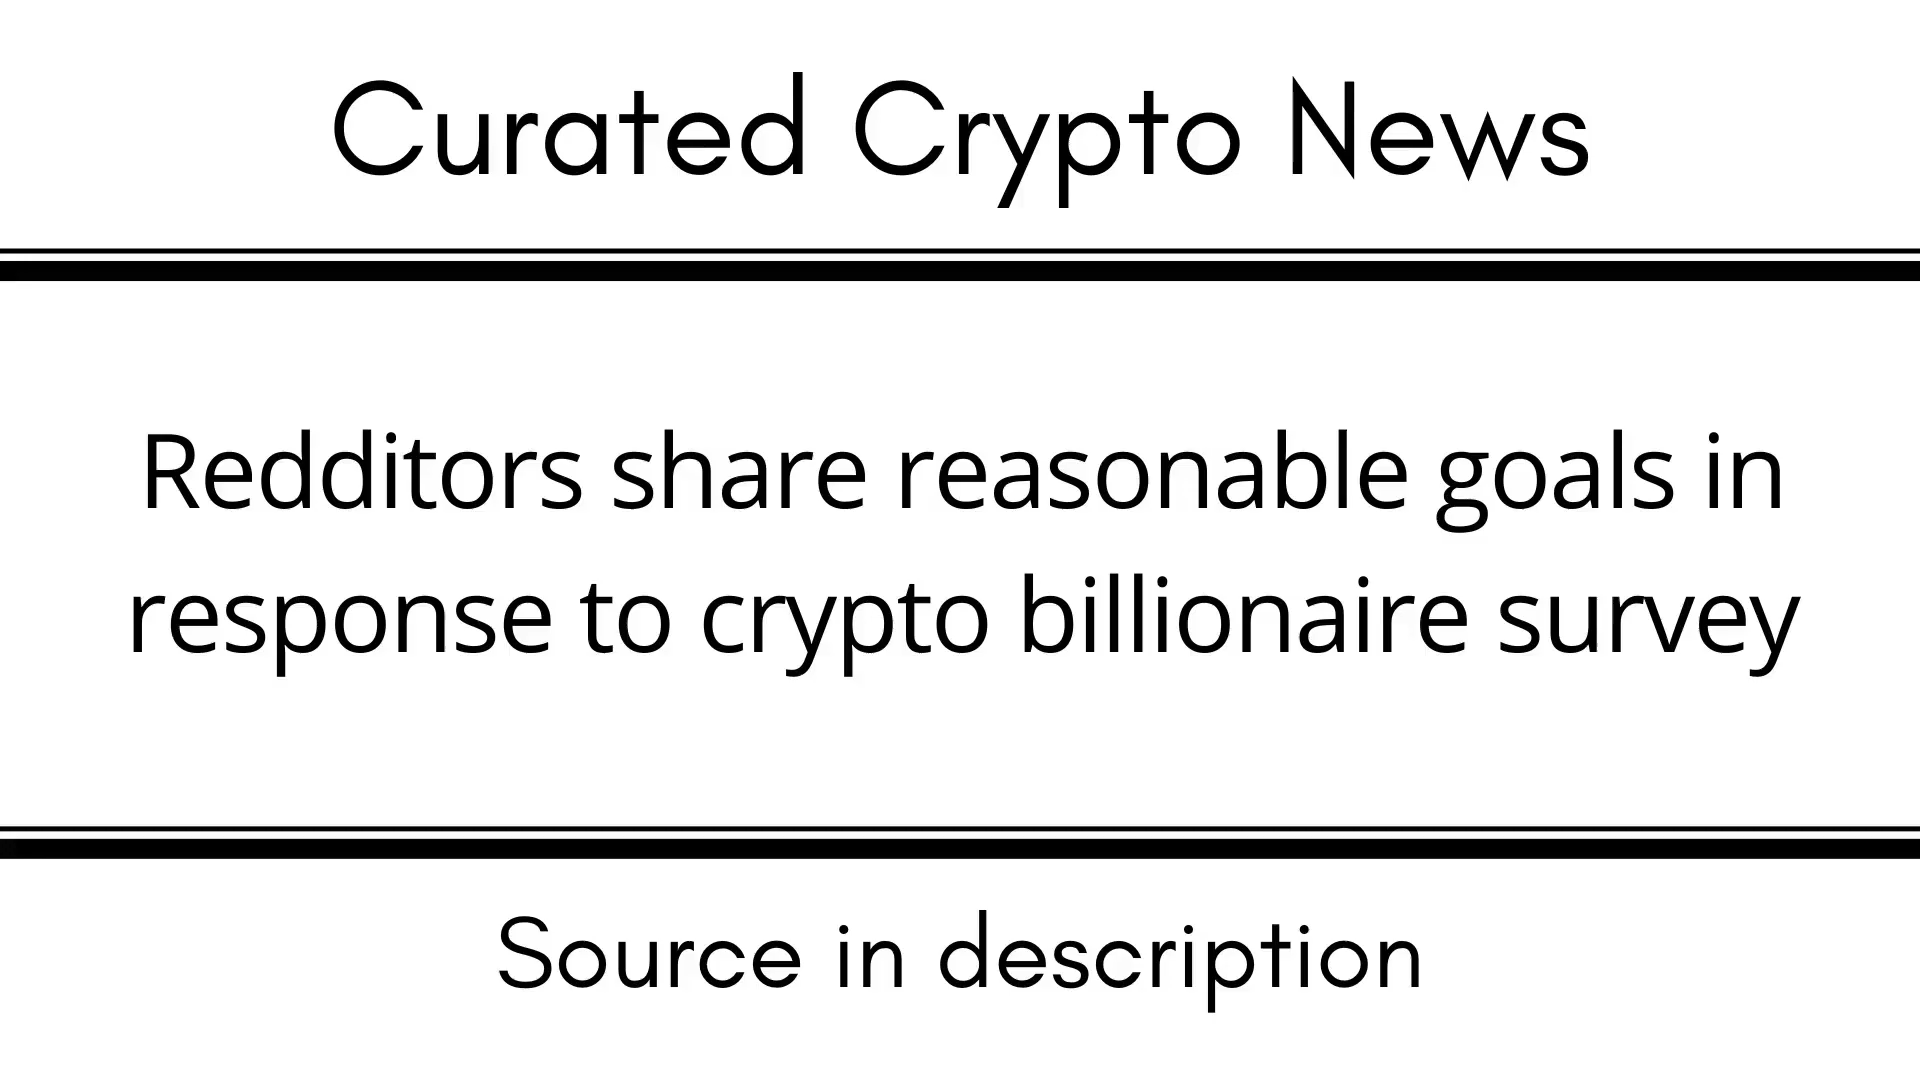 Curated Crypto News
Redditors share reasonable goals in
response to crypto billionaire survey
Source in description